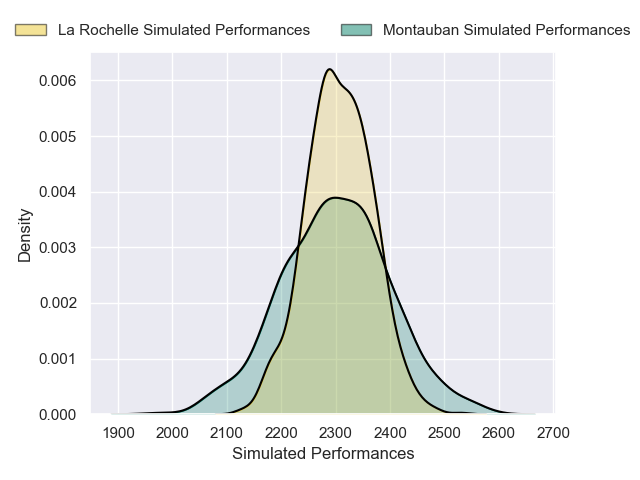 La Rochelle Simulated Performances Montauban Simulated Performances
0.006
0.005
0.004
0.003
0.002
0.001
0.000
Density
1900 2000 2100 2200 2300 2400 2500 2600 2700
Simulated Performances